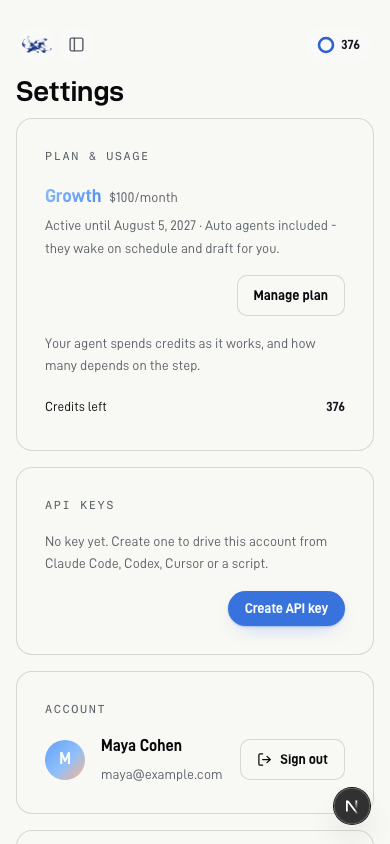 376
Settings
PLAN & USAGE
Growth $100/month
Active until August 5, 2027 · Auto agents included -
they wake on schedule and draft for you.
Manage plan
Your agent spends credits as it works, and how
many depends on the step.
Credits left 376
API KEYS
No key yet. Create one to drive this account from
Claude Code, Codex, Cursor or a script.
Create API key
ACCOUNT
M
Maya Cohen
maya@example.com
Sign out
N